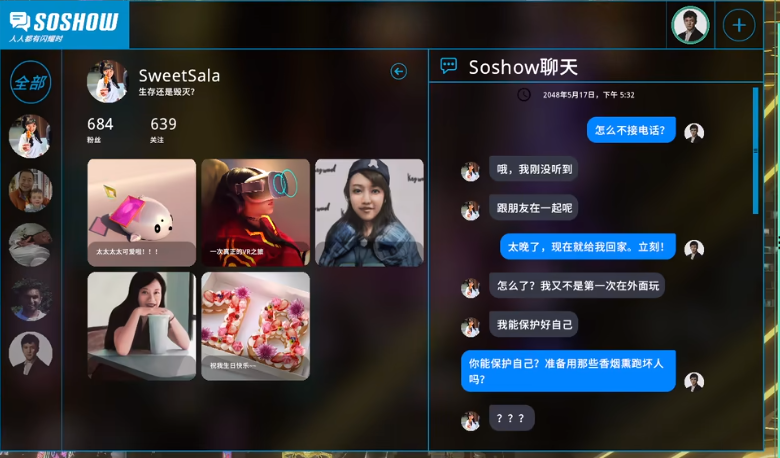 SOSHOW
人人都有闪耀时
全部
SweetSala
生存还是毁灭?
684
粉丝
639
关注
太太太太可爱啦！！！
一次真正的VR之旅
祝我生日快乐~~
Soshow聊天
2048年5月17日，下午 5:32
怎么不接电话？
哦，我刚没听到
跟朋友在一起呢
太晚了，现在就给我回家。立刻！
怎么了？我又不是第一次在外面玩
我能保护好自己
你能保护自己？准备用那些香烟熏跑坏人
吗？
？？？